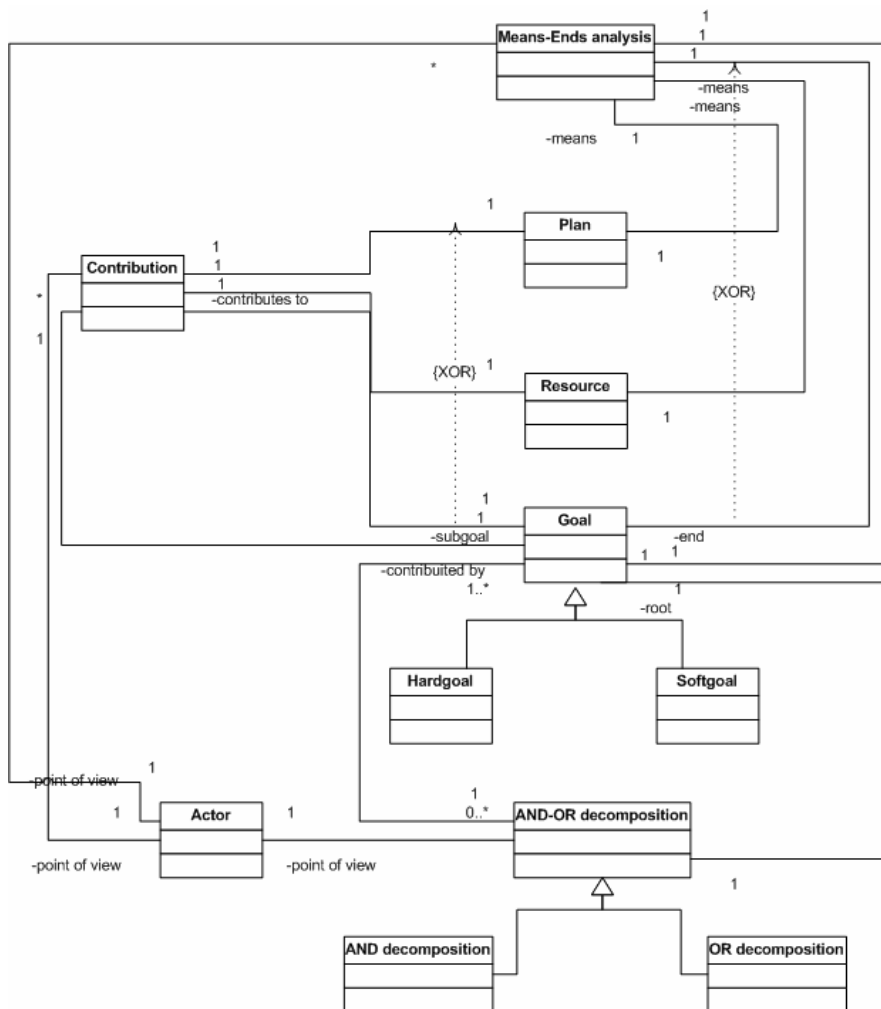 1
Means-Ends analysis
1
1
*
-means
-means
-means
1
1
Plan
1
1
Contribution
1
1
*
-contributes to
{XOR}
1
1
{XOR}
Resource
1
1
1
Goal
-subgoal
-end
1
1
-contribuited by
1..*
1
-root
Hardgoal
Softgoal
1
-point of view
1
1
Actor
1
0..*
AND-OR decomposition
-point of view
-point of view
1
AND decomposition
OR decomposition